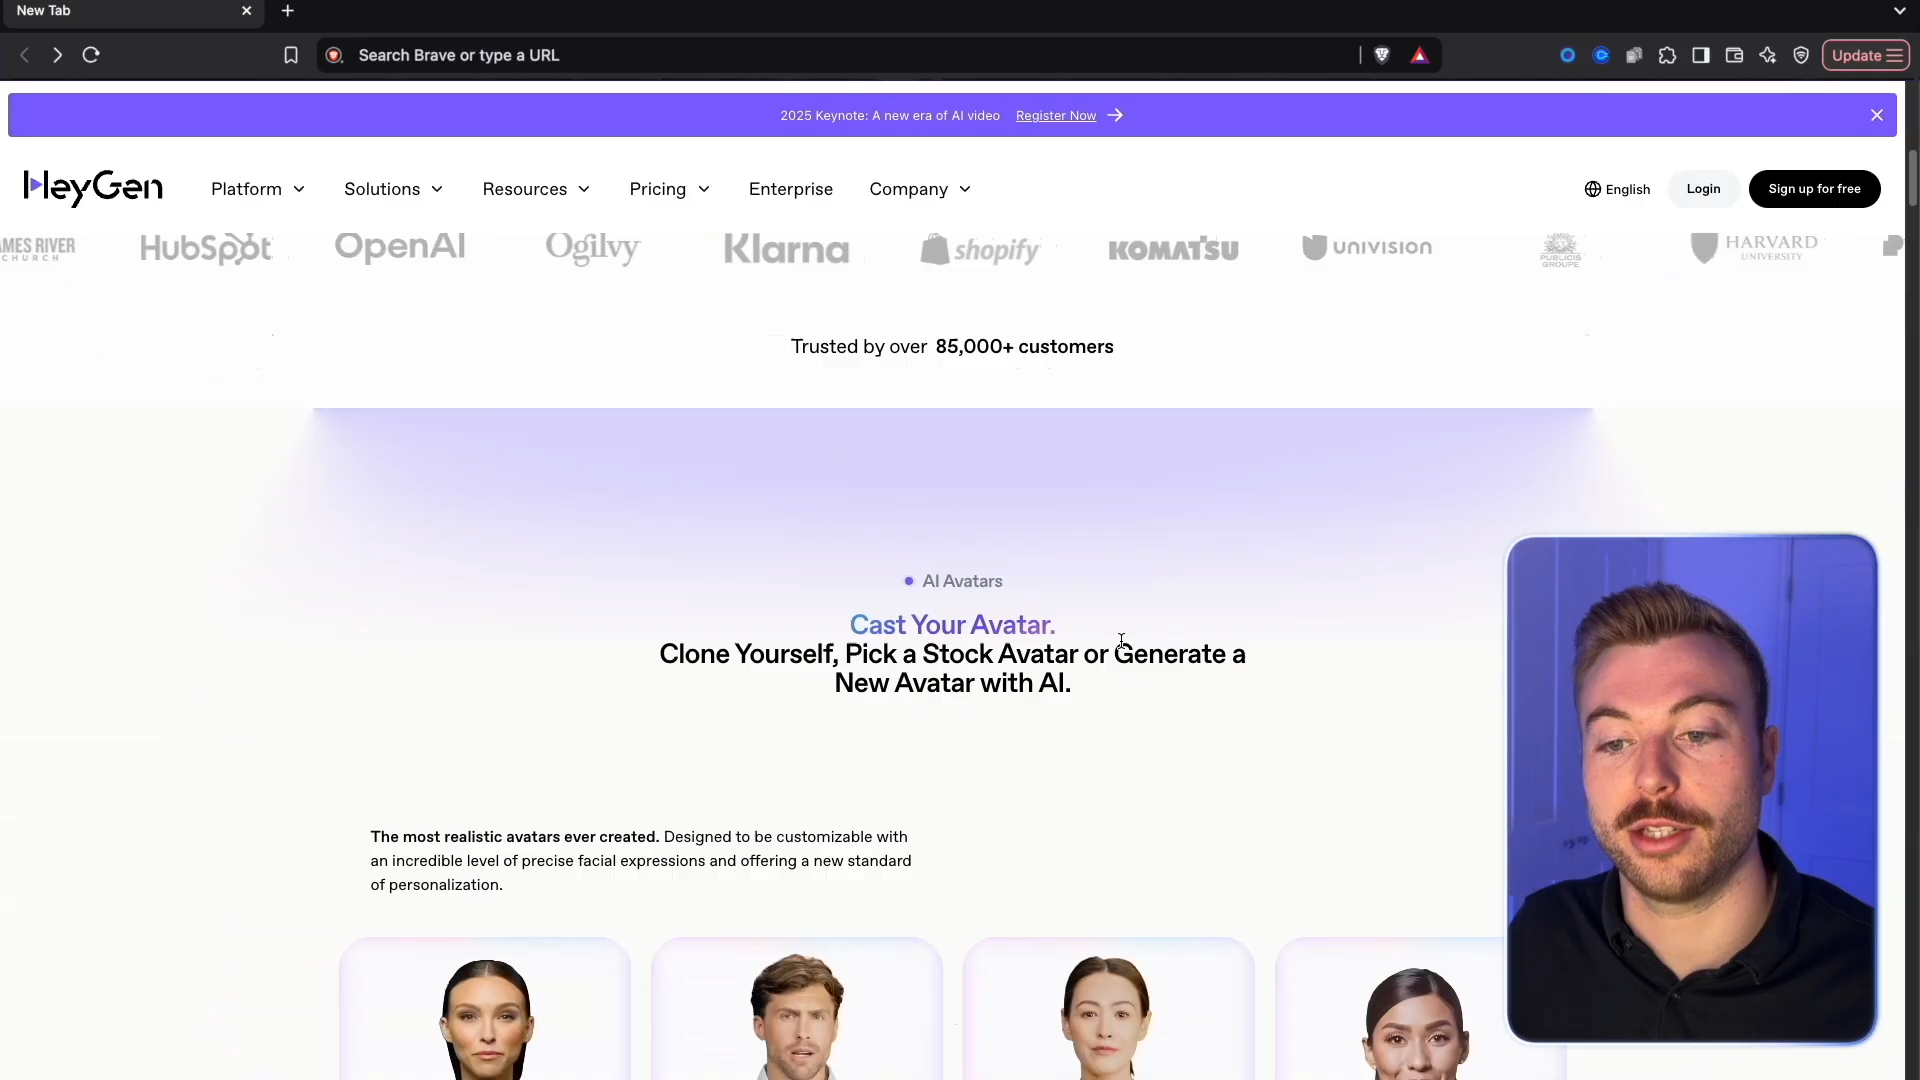 New Tab
Search Brave or type a URL
Update
2025 Keynote: A new era of AI video Register Now
HeyGen
Platform
Solutions
Resources
Pricing
Enterprise
Company
English
Login
Sign up for free
AMES RIVER
CHURCH
HubSpot
OpenAI
Ogilvy
Klarna
shopify
KOMATSU
univision
PUBLICIS
GROUPE
HARVARD
UNIVERSITY
Trusted by over 85,000+ customers
AI Avatars
Cast Your Avatar.
Clone Yourself, Pick a Stock Avatar or Generate a
New Avatar with AI.
The most realistic avatars ever created. Designed to be customizable with
an incredible level of precise facial expressions and offering a new standard
of personalization.